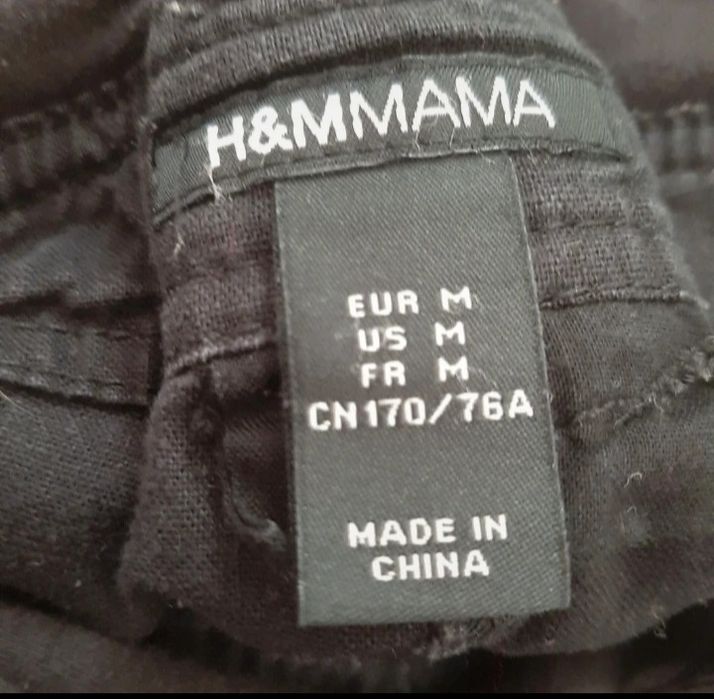 H&MMAMA
EUR M
US M
FR M
CN170/76A
MADE IN
CHINA